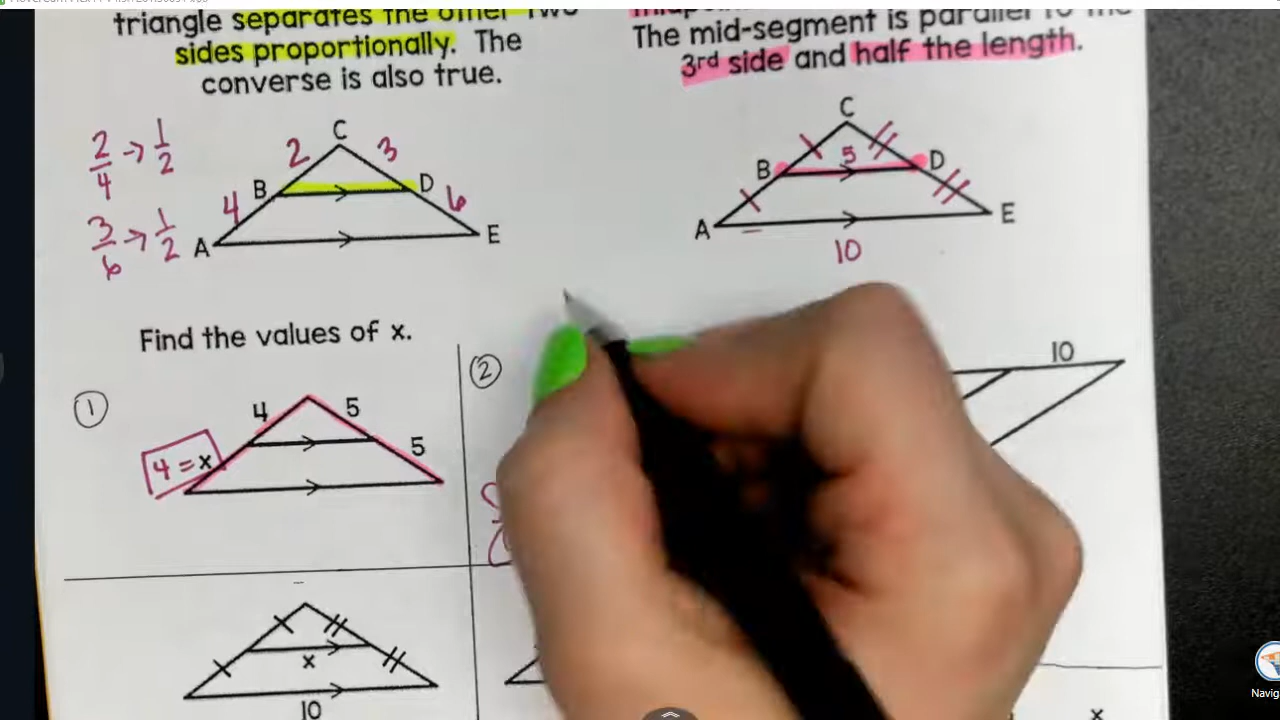 triangle separates the other two
sides proportionally. The
converse is also true.
The mid-segment is parallel to the
3rd side and half the length.
2/4 → 1/2
3/6 → 1/2
C
2
3
B
D
4
6
A
E
C
5
B
D
A
E
10
Find the values of x.
1
4
5
5
4 = x
2
10
x
10
x
Navig